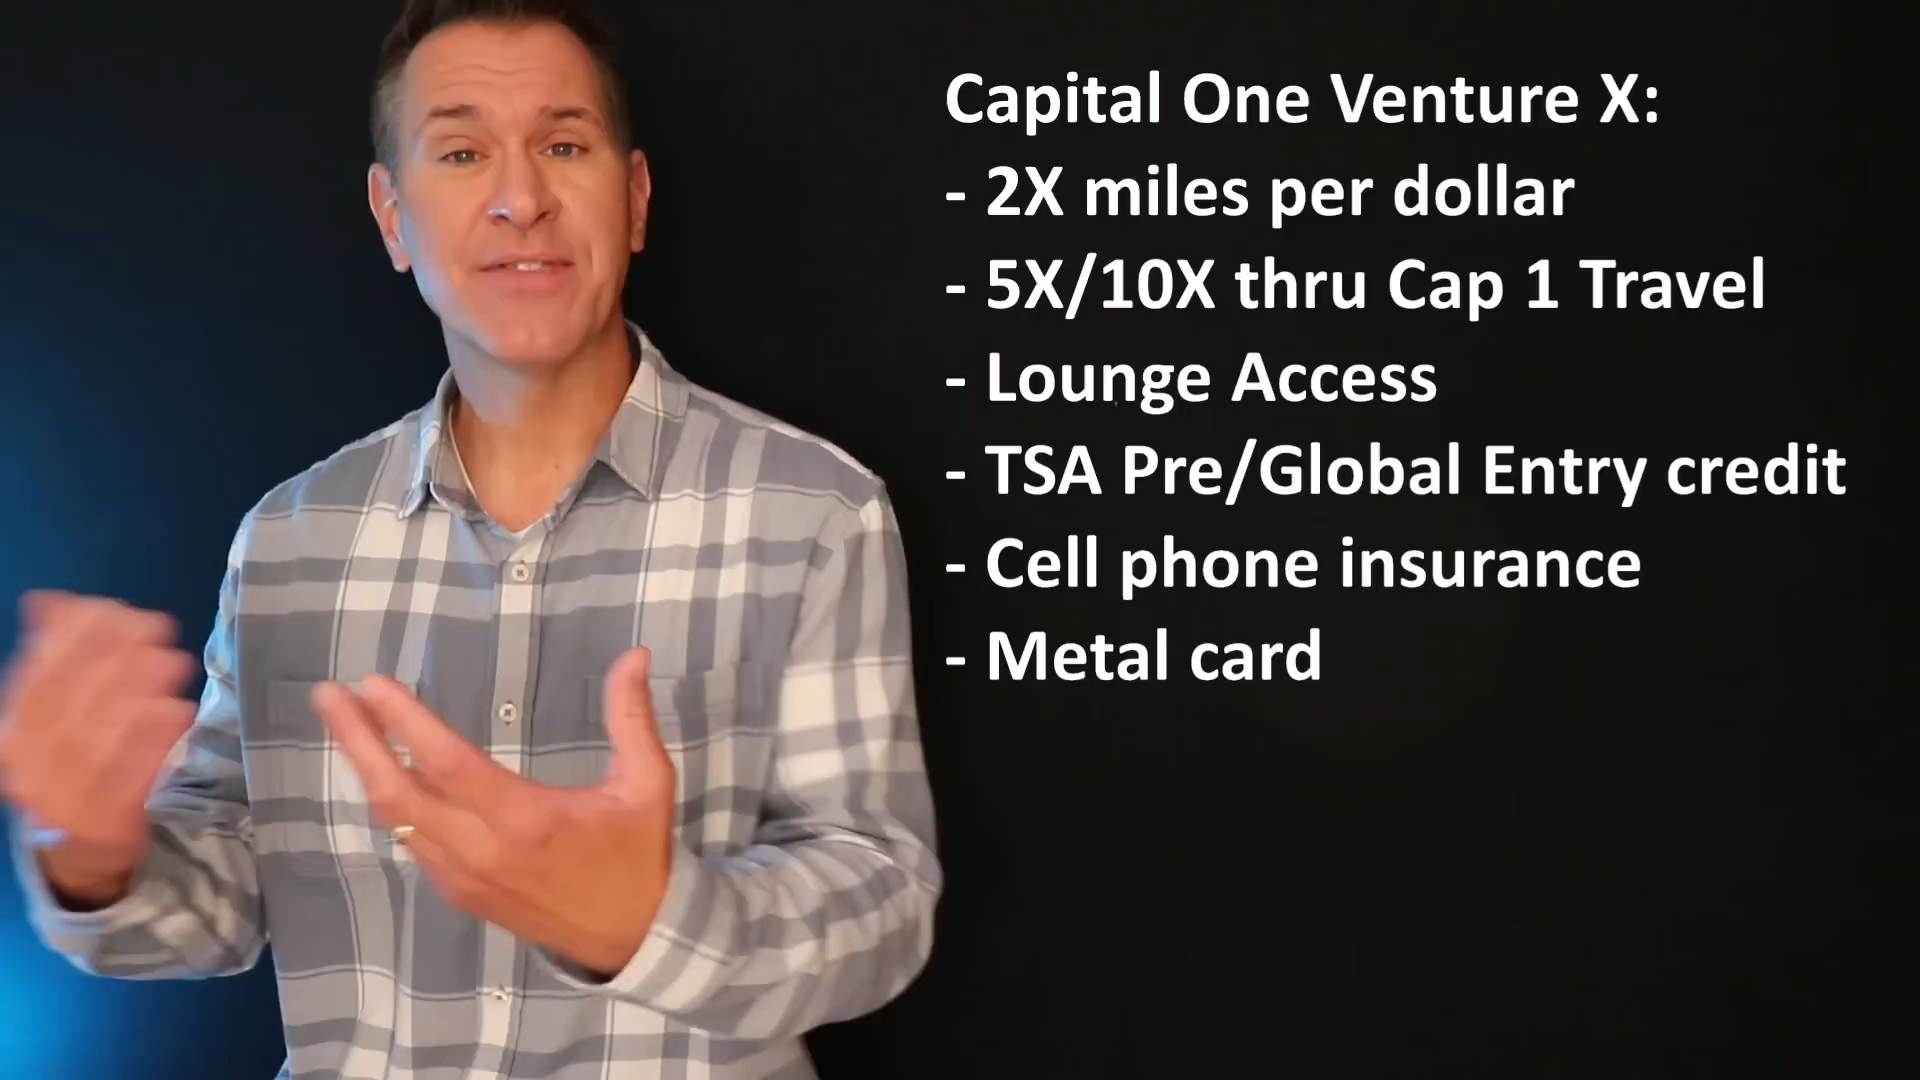 Capital One Venture X:
- 2X miles per dollar
- 5X/10X thru Cap 1 Travel
- Lounge Access
- TSA Pre/Global Entry credit
- Cell phone insurance
- Metal card